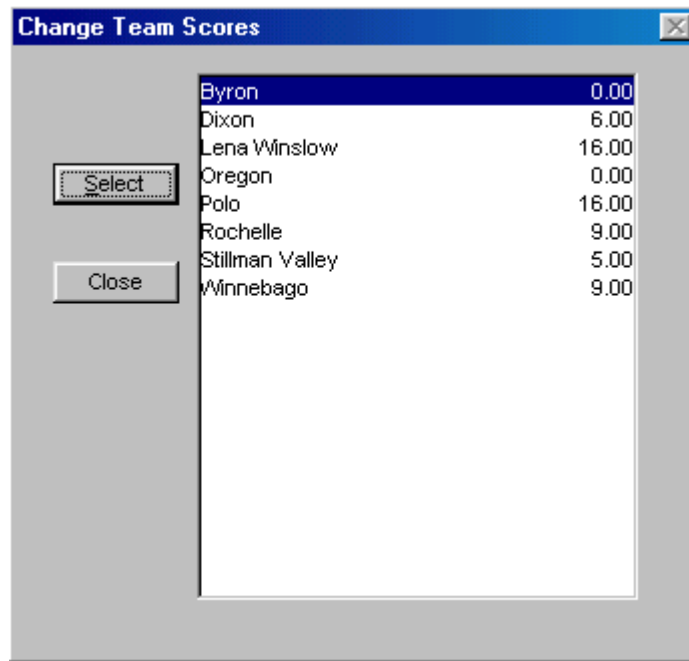 Change Team Scores
Byron 0.00
Dixon 6.00
Lena Winslow 16.00
Select
Oregon 0.00
Polo 16.00
Rochelle 9.00
Stillman Valley 5.00
Close
Winnebago 9.00